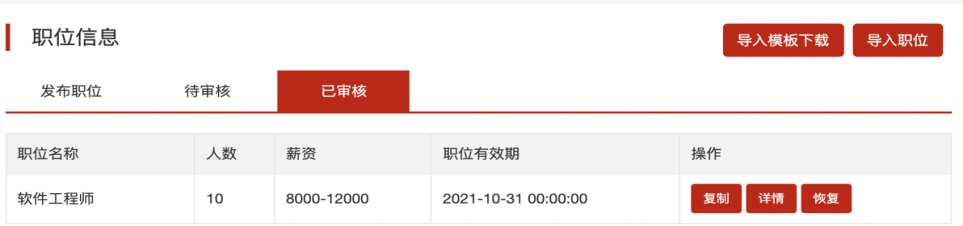 职位信息 导入模板下载 导入职位
发布职位 待审核 已审核
职位名称 人数 薪资 职位有效期 操作
软件工程师 10 8000-12000 2021-10-31 00:00:00 复制 详情 恢复